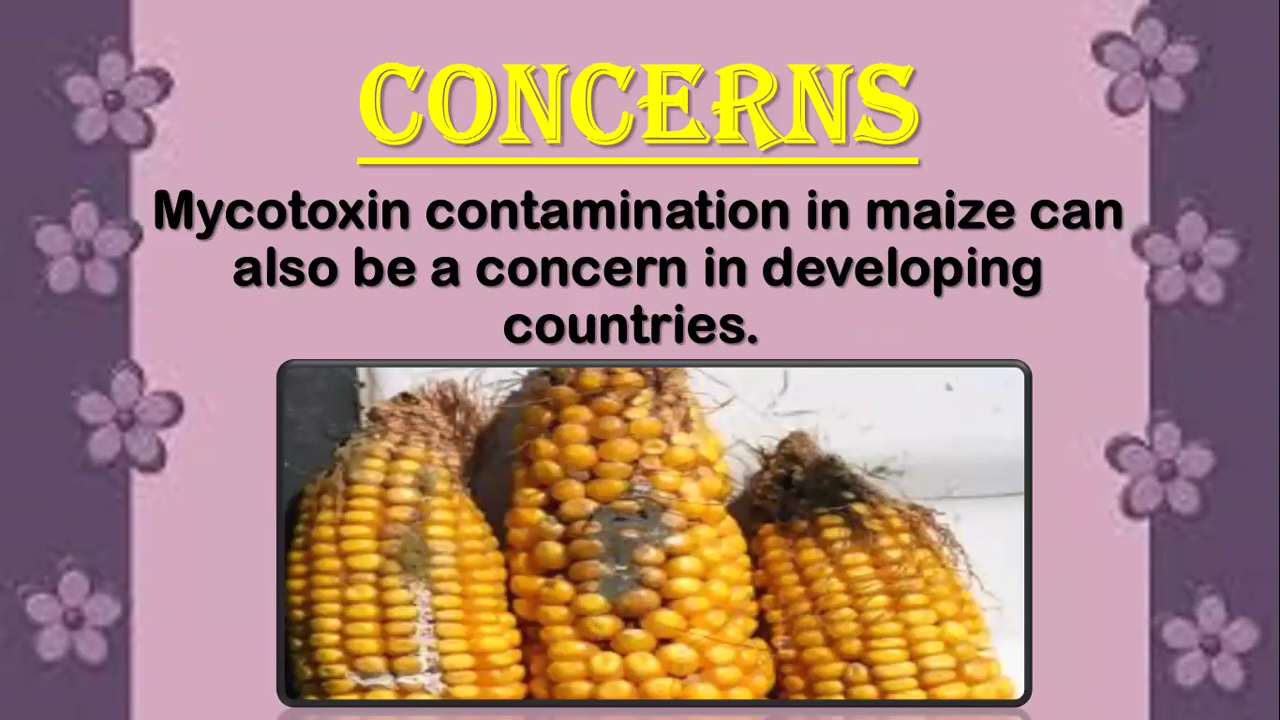 CONCERNS
Mycotoxin contamination in maize can
also be a concern in developing
countries.